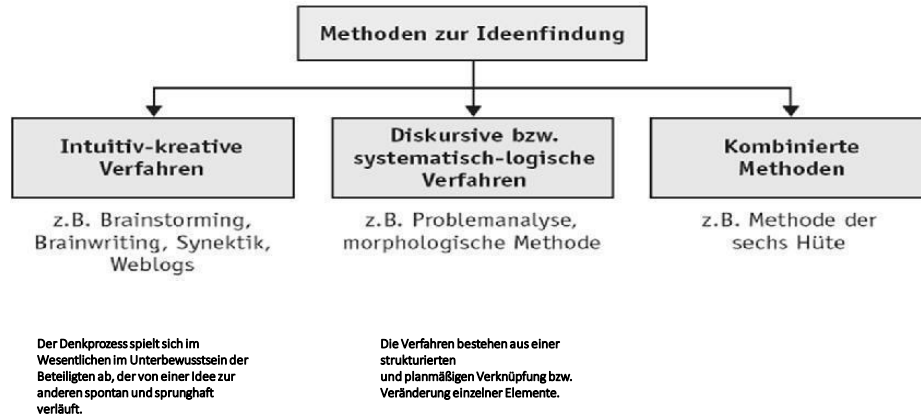 Methoden zur Ideenfindung
Intuitiv-kreative
Verfahren
z.B. Brainstorming,
Brainwriting, Synektik,
Weblogs
Diskursive bzw.
systematisch-logische
Verfahren
z.B. Problemanalyse,
morphologische Methode
Kombinierte
Methoden
z.B. Methode der
sechs Hüte
Der Denkprozess spielt sich im
Wesentlichen im Unterbewusstsein der
Beteiligten ab, der von einer Idee zur
anderen spontan und sprunghaft
verläuft.
Die Verfahren bestehen aus einer
strukturierten
und planmäßigen Verknüpfung bzw.
Veränderung einzelner Elemente.